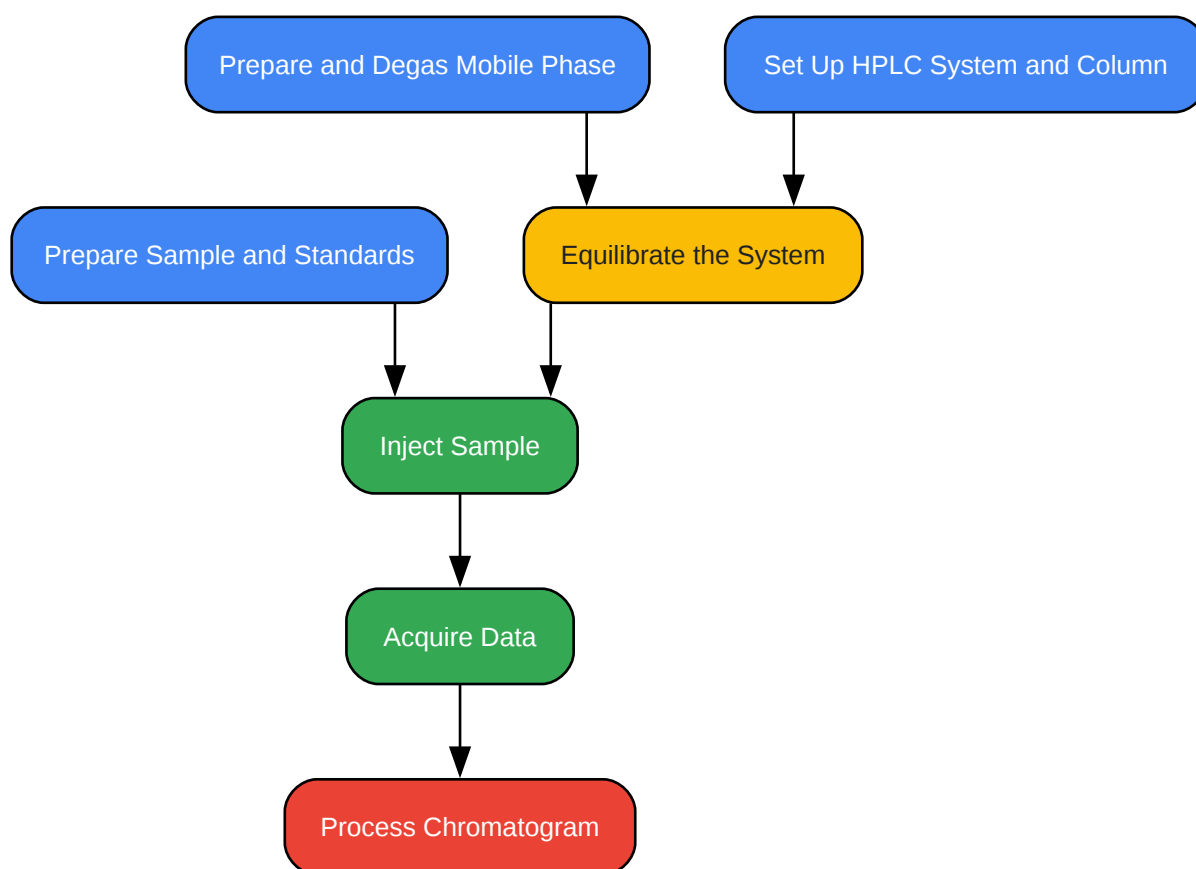 Prepare and Degas Mobile Phase
Set Up HPLC System and Column
Prepare Sample and Standards
Equilibrate the System
Inject Sample
Acquire Data
Process Chromatogram